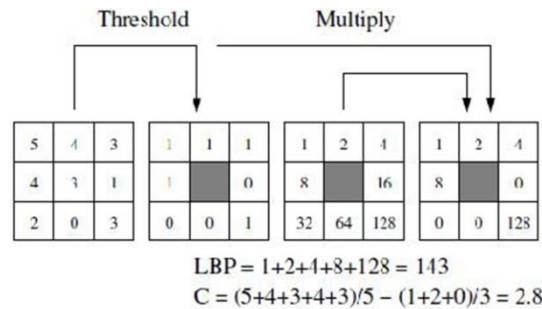 Threshold Multiply
5 4 3 1 1 1 1 2 4 1 2 4
4 3 1 1 0 8 16 8 0
2 0 3 0 0 1 32 64 128 0 0 128
LBP = 1+2+4+8+128 = 143
C = (5+4+3+4+3)/5 – (1+2+0)/3 = 2.8